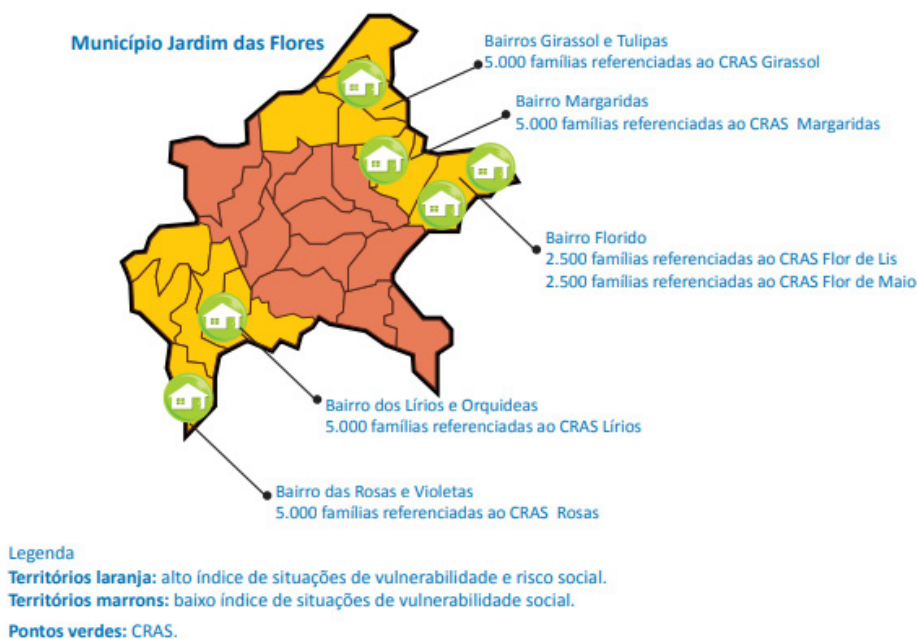 Município Jardim das Flores
Bairros Girassol e Tulipas
5.000 famílias referenciadas ao CRAS Girassol
Bairro Margaridas
5.000 famílias referenciadas ao CRAS Margaridas
Bairro Florido
2.500 famílias referenciadas ao CRAS Flor de Lis
2.500 famílias referenciadas ao CRAS Flor de Maio
Bairro dos Lírios e Orquideas
5.000 famílias referenciadas ao CRAS Lírios
Bairro das Rosas e Violetas
5.000 famílias referenciadas ao CRAS Rosas
Legenda
Territórios laranja: alto índice de situações de vulnerabilidade e risco social.
Territórios marrons: baixo índice de situações de vulnerabilidade social.
Pontos verdes: CRAS.